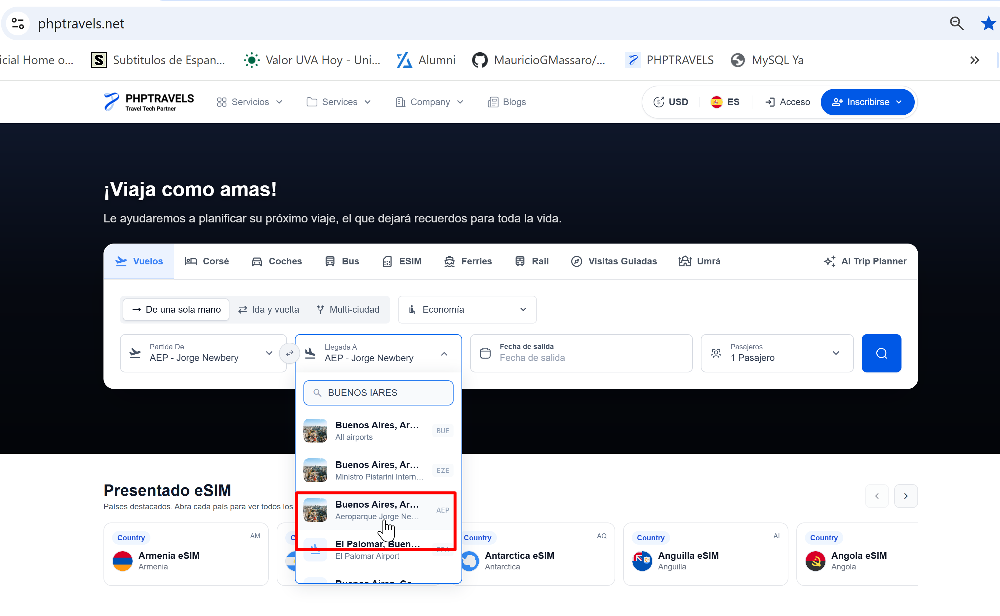 phptravels.net
icial Home o...
Subtitulos de Espan...
Valor UVA Hoy - Uni...
Alumni
MauricioGMassaro/...
PHPTRAVELS
MySQL Ya
PHPTRAVELS
Travel Tech Partner
Servicios
Services
Company
Blogs
USD
ES
Acceso
Inscribirse
¡Viaja como amas!
Le ayudaremos a planificar su próximo viaje, el que dejará recuerdos para toda la vida.
Vuelos
Corsé
Coches
Bus
ESIM
Ferries
Rail
Visitas Guiadas
Umrá
AI Trip Planner
De una sola mano
Ida y vuelta
Multi-ciudad
Economía
Partida De
AEP - Jorge Newbery
Llegada A
AEP - Jorge Newbery
Fecha de salida
Fecha de salida
Pasajeros
1 Pasajero
BUENOS IARES
Buenos Aires, Ar...
All airports
BUE
Buenos Aires, Ar...
Ministro Pistarini Intern...
EZE
Buenos Aires, Ar...
Aeroparque Jorge Ne...
AEP
El Palomar, Buen...
El Palomar Airport
EPA
Buenos Aires, Co
Presentado eSIM
Países destacados. Abra cada país para ver todos los
Country
AM
Armenia eSIM
Armenia
Country
AQ
Antarctica eSIM
Antarctica
Country
AI
Anguilla eSIM
Anguilla
Country
Angola eSIM
Angola